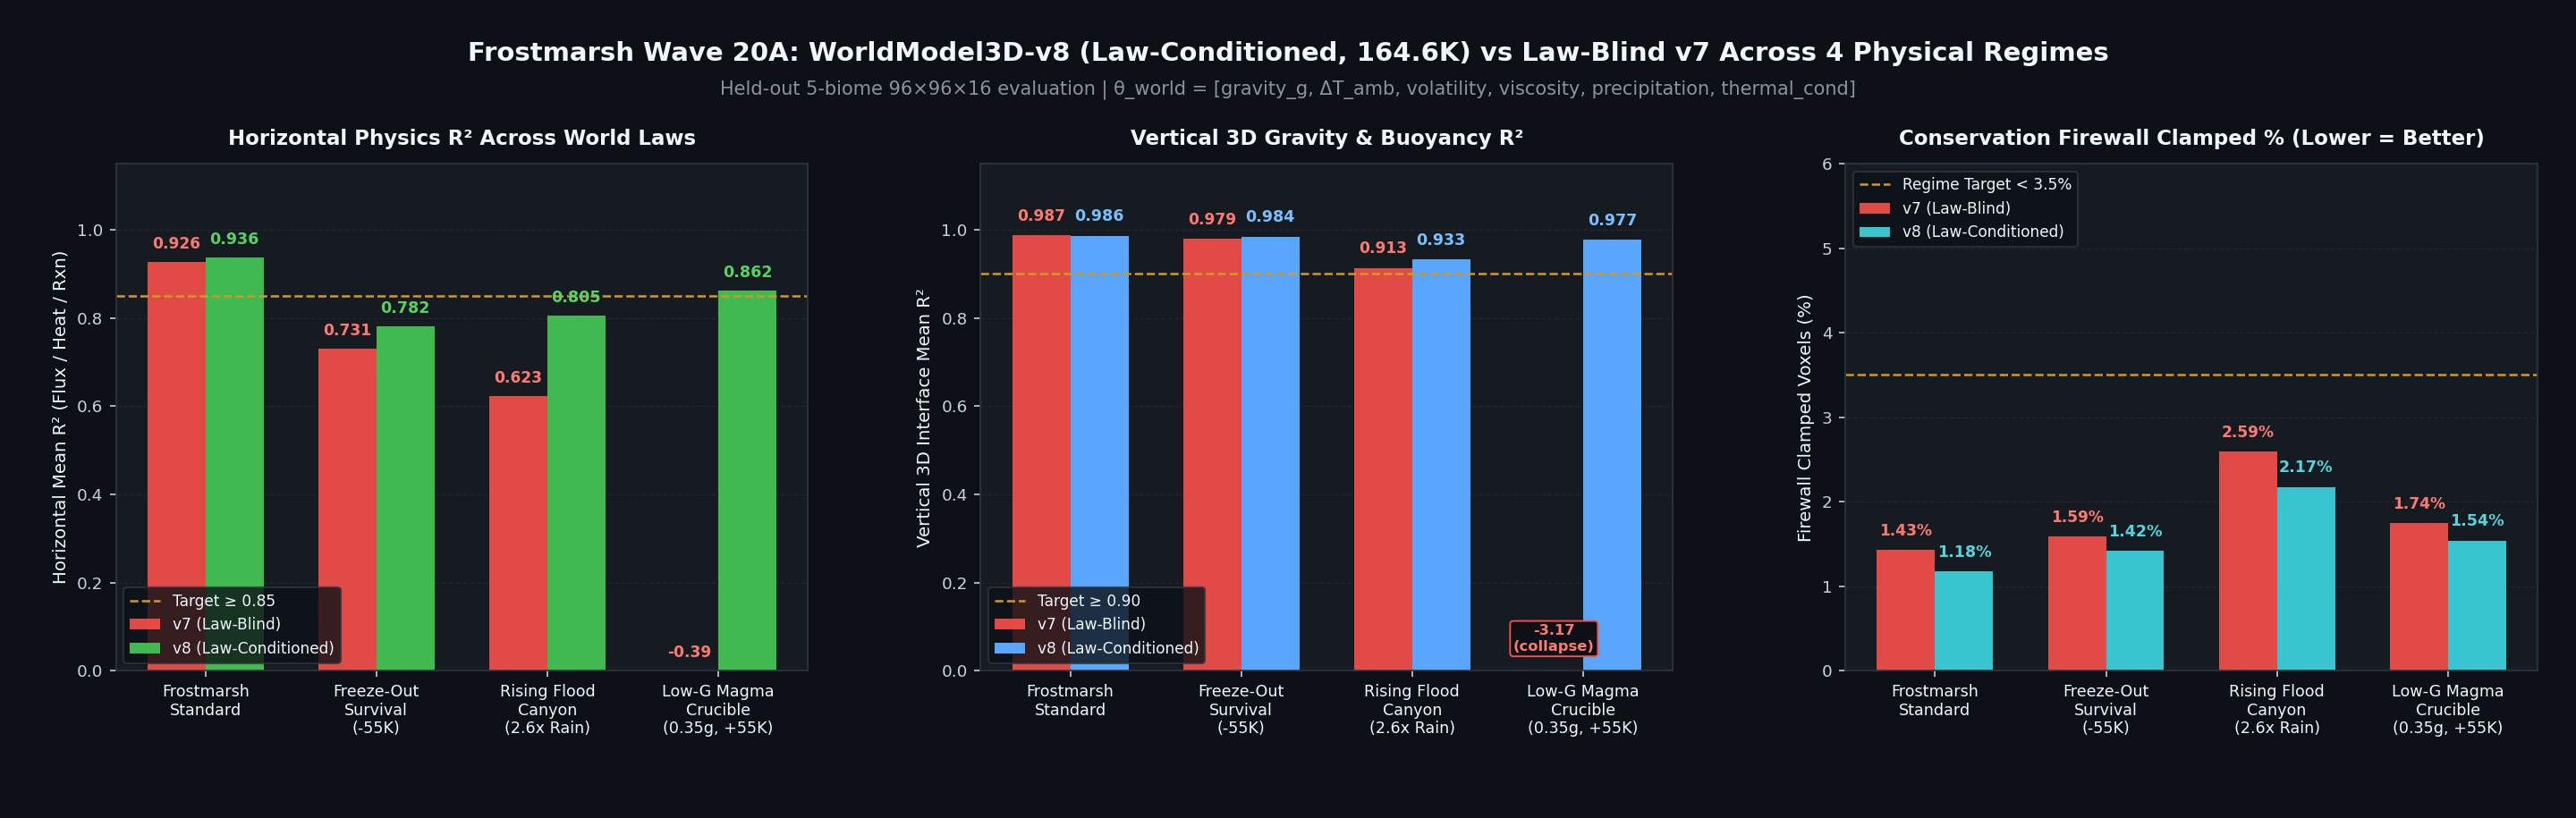 Frostmarsh Wave 20A: WorldModel3D-v8 (Law-Conditioned, 164.6K) vs Law-Blind v7 Across 4 Physical Regimes
Held-out 5-biome 96×96×16 evaluation | θ_world = [gravity_g, ΔT_amb, volatility, viscosity, precipitation, thermal_cond]
Horizontal Physics R² Across World Laws
Horizontal Mean R² (Flux / Heat / Rxn)
1.0
0.8
0.6
0.4
0.2
0.0
0.926
0.936
0.731
0.782
0.623
0.805
-0.39
0.862
Target ≥ 0.85
v7 (Law-Blind)
v8 (Law-Conditioned)
Frostmarsh
Standard
Freeze-Out
Survival
(-55K)
Rising Flood
Canyon
(2.6x Rain)
Low-G Magma
Crucible
(0.35g, +55K)
Vertical 3D Gravity & Buoyancy R²
Vertical 3D Interface Mean R²
1.0
0.8
0.6
0.4
0.2
0.0
0.987
0.986
0.979
0.984
0.913
0.933
-3.17
(collapse)
0.977
Target ≥ 0.90
v7 (Law-Blind)
v8 (Law-Conditioned)
Frostmarsh
Standard
Freeze-Out
Survival
(-55K)
Rising Flood
Canyon
(2.6x Rain)
Low-G Magma
Crucible
(0.35g, +55K)
Conservation Firewall Clamped % (Lower = Better)
Firewall Clamped Voxels (%)
6
5
4
3
2
1
0
Regime Target < 3.5%
v7 (Law-Blind)
v8 (Law-Conditioned)
1.43%
1.18%
1.59%
1.42%
2.59%
2.17%
1.74%
1.54%
Frostmarsh
Standard
Freeze-Out
Survival
(-55K)
Rising Flood
Canyon
(2.6x Rain)
Low-G Magma
Crucible
(0.35g, +55K)